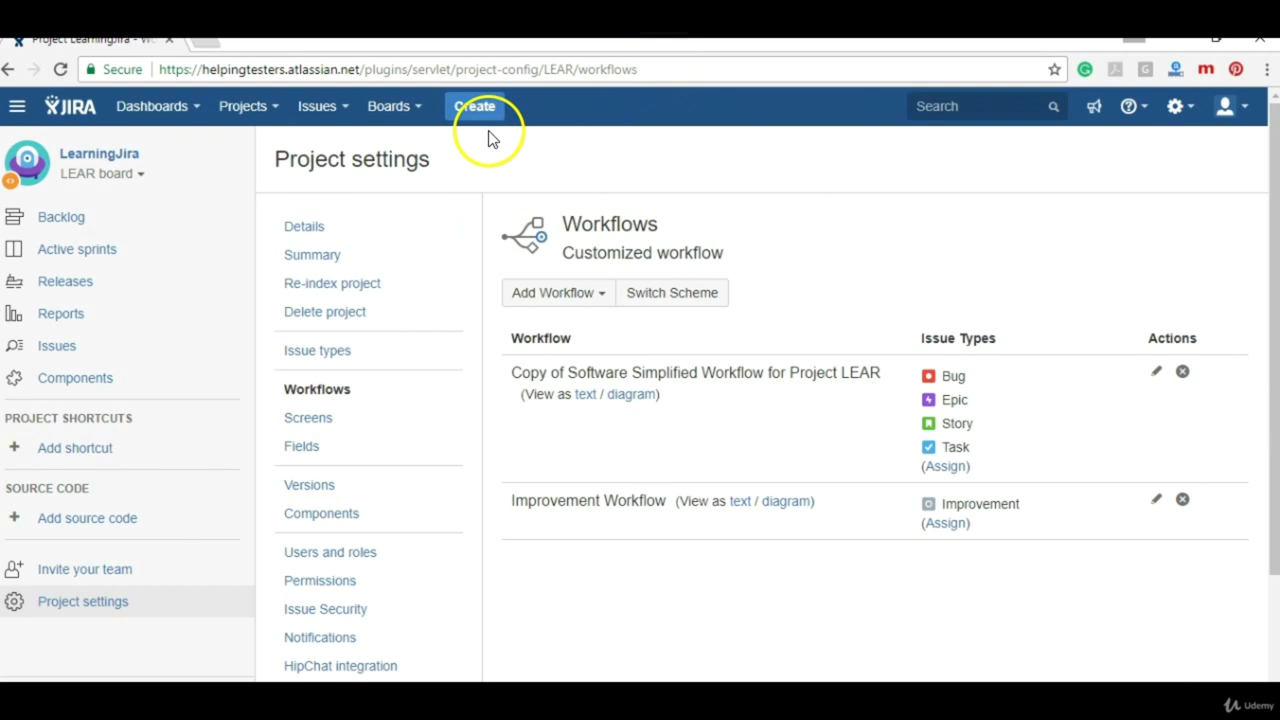 Project LearningJira - Wo
Secure | https://helpingtesters.atlassian.net/plugins/servlet/project-config/LEAR/workflows
JIRA Dashboards Projects Issues Boards Create Search
LearningJira
LEAR board
Backlog
Active sprints
Releases
Reports
Issues
Components
PROJECT SHORTCUTS
Add shortcut
SOURCE CODE
Add source code
Invite your team
Project settings
Project settings
Details
Summary
Re-index project
Delete project
Issue types
Workflows
Screens
Fields
Versions
Components
Users and roles
Permissions
Issue Security
Notifications
HipChat integration
Workflows
Customized workflow
Add Workflow Switch Scheme
Workflow Issue Types Actions
Copy of Software Simplified Workflow for Project LEAR
(View as text / diagram)
Bug
Epic
Story
Task
(Assign)
Improvement Workflow (View as text / diagram)
Improvement
(Assign)
Udemy